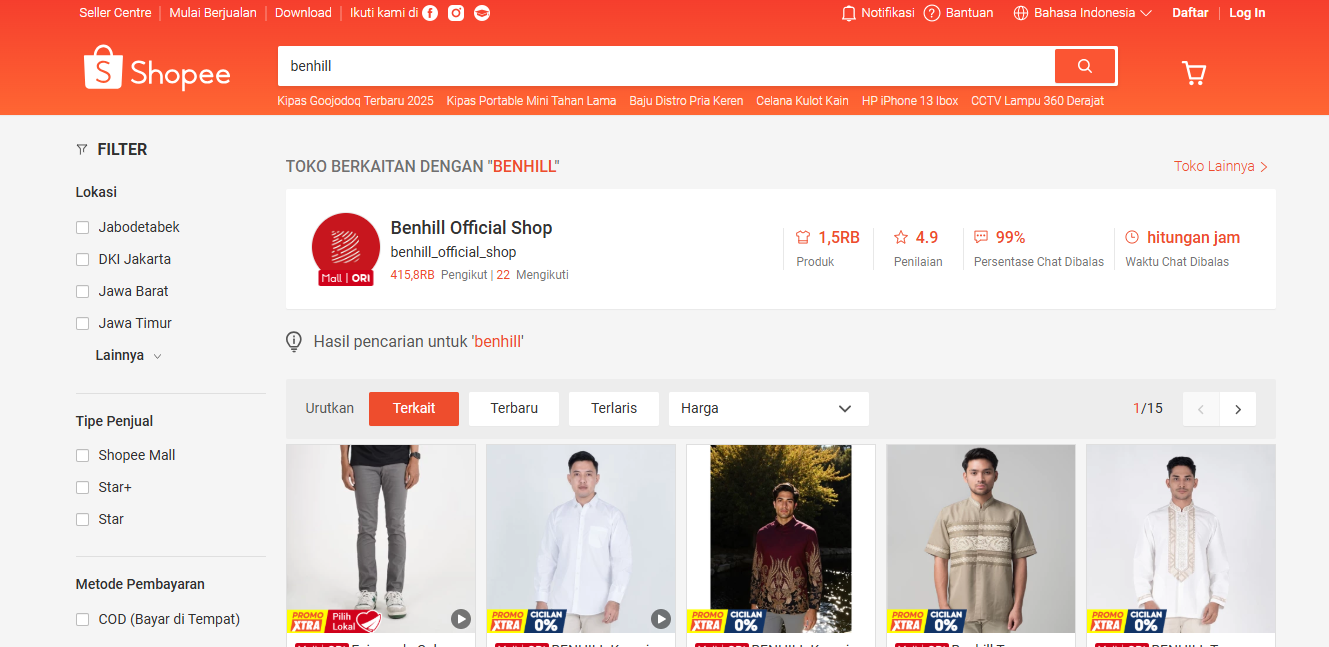 Seller Centre Mulai Berjualan Download Ikuti kami di Notifikasi Bantuan Bahasa Indonesia Daftar Log In
Shopee
benhill
Kipas Goojodoq Terbaru 2025 Kipas Portable Mini Tahan Lama Baju Distro Pria Keren Celana Kulot Kain HP iPhone 13 Ibox CCTV Lampu 360 Derajat
FILTER
Lokasi
Jabodetabek
DKI Jakarta
Jawa Barat
Jawa Timur
Lainnya
Tipe Penjual
Shopee Mall
Star+
Star
Metode Pembayaran
COD (Bayar di Tempat)
TOKO BERKAITAN DENGAN "BENHILL" Toko Lainnya
Benhill Official Shop
benhill_official_shop
Mall | ORI
415,8RB Pengikut | 22 Mengikuti
1,5RB
Produk
4.9
Penilaian
99%
Persentase Chat Dibalas
hitungan jam
Waktu Chat Dibalas
Hasil pencarian untuk 'benhill'
Urutkan Terkait Terbaru Terlaris Harga 1/15
PROMO XTRA Pilih Lokal
PROMO XTRA CICILAN 0%
PROMO XTRA CICILAN 0%
PROMO XTRA CICILAN 0%
PROMO XTRA CICILAN 0%